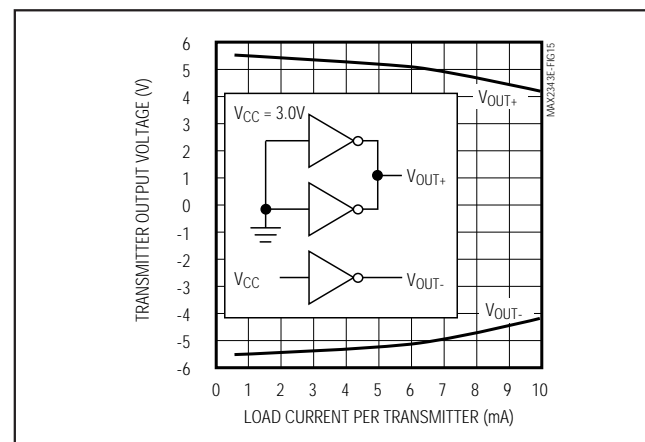 6
5
4
3
2
1
0
-1
-2
-3
-4
-5
-6
TRANSMITTER OUTPUT VOLTAGE (V)
VCC = 3.0V
VOUT+
VOUT+
VCC
VOUT-
VOUT-
MAX2343E-FIG15
0 1 2 3 4 5 6 7 8 9 10
LOAD CURRENT PER TRANSMITTER (mA)